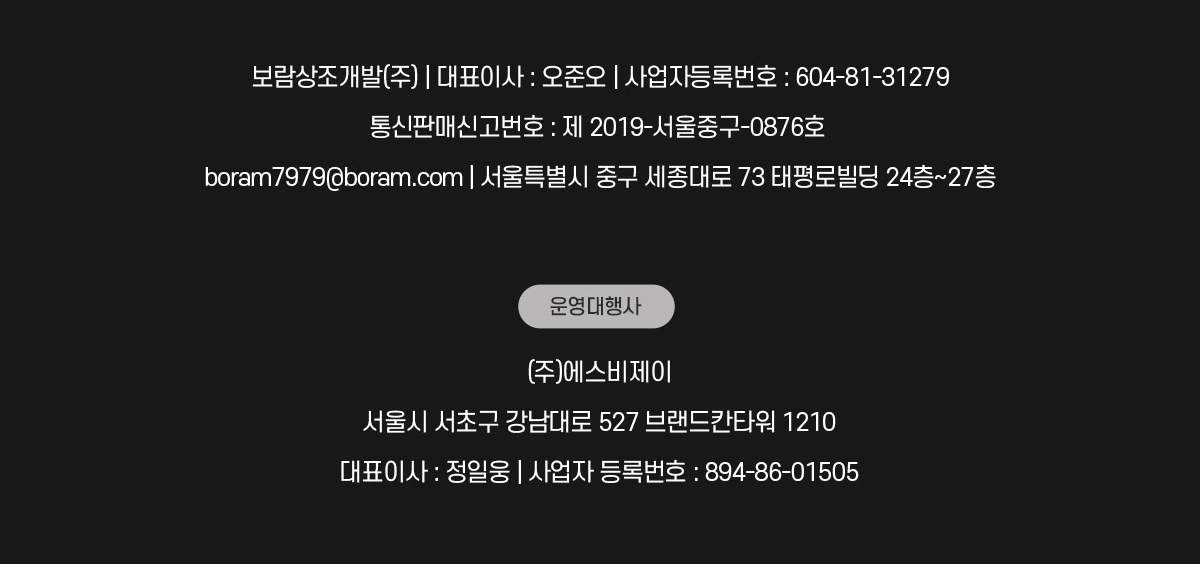 보람상조개발(주) | 대표이사 : 오준오 | 사업자등록번호 : 604-81-31279
통신판매신고번호 : 제 2019-서울중구-0876호
boram7979@boram.com | 서울특별시 중구 세종대로 73 태평로빌딩 24층~27층
운영대행사
(주)에스비제이
서울시 서초구 강남대로 527 브랜드칸타워 1210
대표이사 : 정일웅 | 사업자 등록번호 : 894-86-01505